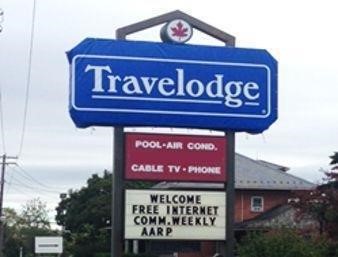 Travelodge
POOL-AIR COND.
CABLE TV-PHONE
WELCOME
FREE INTERNET
COMM. WEEKLY
AARP